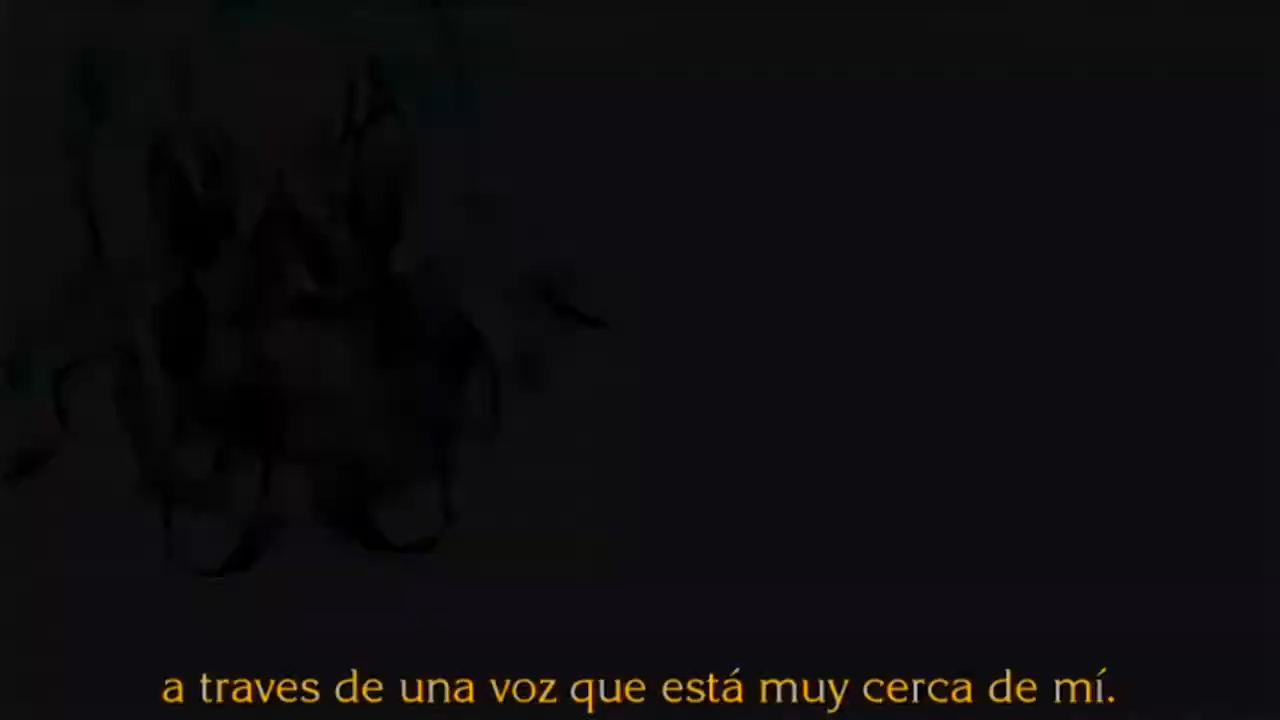 a traves de una voz que está muy cerca de mí.